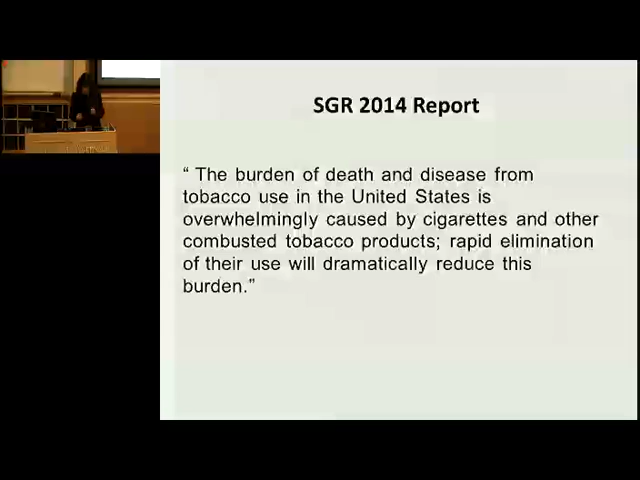 SGR 2014 Report
“ The burden of death and disease from
tobacco use in the United States is
overwhelmingly caused by cigarettes and other
combusted tobacco products; rapid elimination
of their use will dramatically reduce this
burden.”